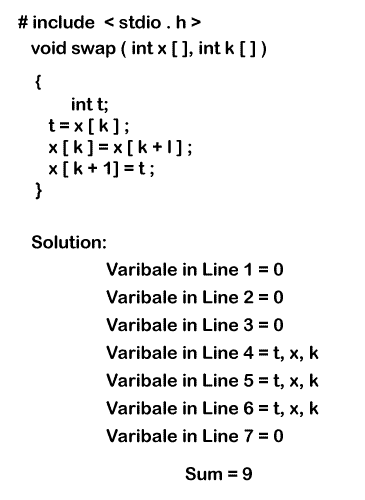 # include < stdio . h >
void swap ( int x [ ], int k [ ] )
{
int t;
t = x [ k ] ;
x [ k ] = x [ k + l ] ;
x [ k + 1] = t ;
}
Solution:
Varibale in Line 1 = 0
Varibale in Line 2 = 0
Varibale in Line 3 = 0
Varibale in Line 4 = t, x, k
Varibale in Line 5 = t, x, k
Varibale in Line 6 = t, x, k
Varibale in Line 7 = 0
Sum = 9